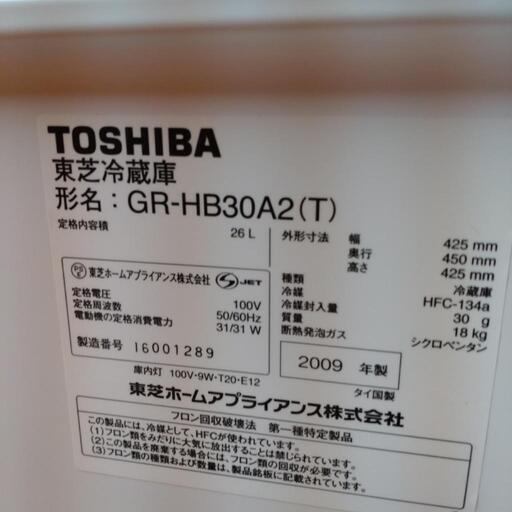 TOSHIBA
東芝冷蔵庫
形名：GR-HB30A2(T)
定格内容積 26 L
PSE 東芝ホームアプライアンス株式会社 JET
定格電圧 100V
定格周波数 50/60Hz
電動機の定格消費電力 31/31 W
製造番号 16001289
外形寸法 幅 425 mm
奥行 450 mm
高さ 425 mm
種類 冷蔵庫
冷媒 HFC-134a
冷媒封入量 30 g
質量 18 kg
断熱発泡ガス シクロペンタン
2009 年製
タイ国製
庫内灯 100V・9W・T20・E12
東芝ホームアプライアンス株式会社
フロン回収破壊法 第一種特定製品
この製品には、冷媒として、HFCが使われています。
(1)フロン類をみだりに大気に放出することは禁じられています。
(2)この製品を廃棄する場合には、フロン類の回収が必要です。
(3)フロン類の種類および数量は、製品銘板に記載されています。